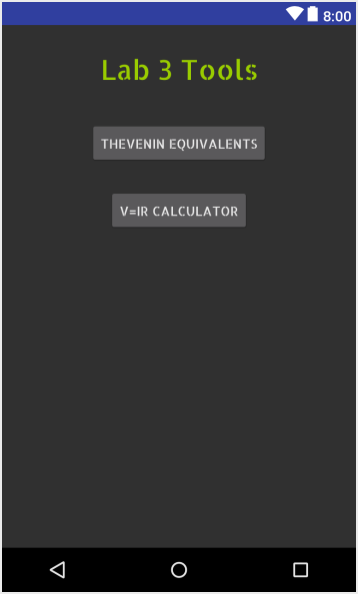 8:00
Lab 3 Tools
THEVENIN EQUIVALENTS
V=IR CALCULATOR